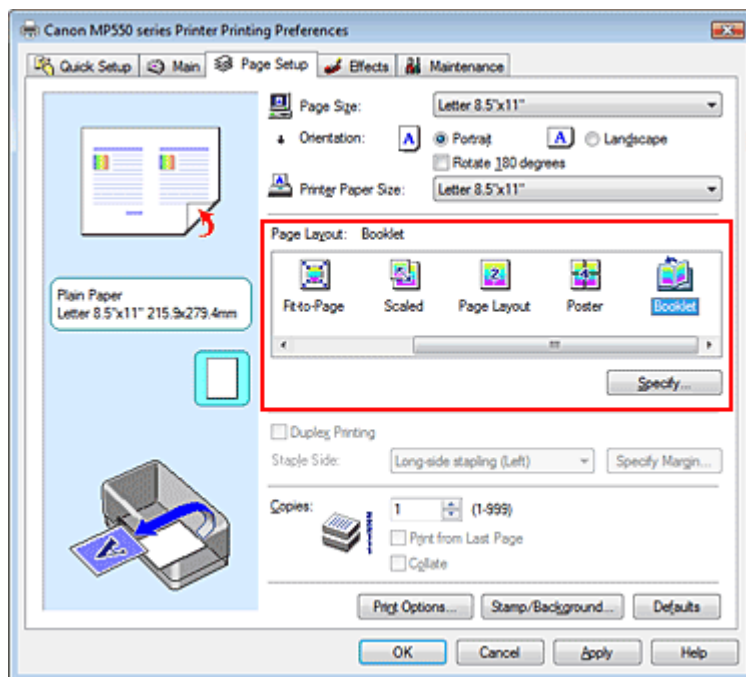 Canon MP550 series Printer Printing Preferences
Quick Setup Main Page Setup Effects Maintenance
Page Size: Letter 8.5"x11"
Orientation: A Portrait A Landscape
Rotate 180 degrees
Printer Paper Size: Letter 8.5"x11"
Page Layout: Booklet
Fit-to-Page Scaled Page Layout Poster Booklet
Plain Paper
Letter 8.5"x11" 215.9x279.4mm
Specify...
Duplex Printing
Staple Side: Long-side stapling (Left) Specify Margin...
Copies: 1 (1-999)
Print from Last Page
Collate
Print Options... Stamp/Background... Defaults
OK Cancel Apply Help